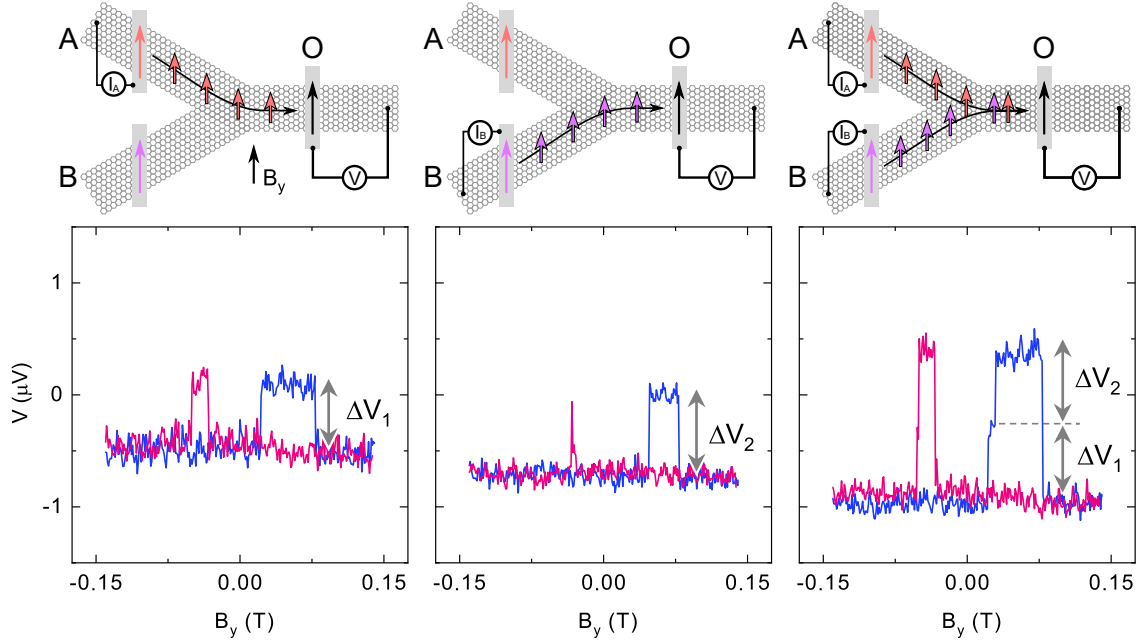 A
O
I_A
B
B_y
V
A
O
I_B
B
V
A
O
I_A
I_B
B
V
V (μV)
1
0
-1
ΔV_1
ΔV_2
ΔV_2
ΔV_1
-0.15 0.00 0.15
-0.15 0.00 0.15
-0.15 0.00 0.15
B_y (T)
B_y (T)
B_y (T)